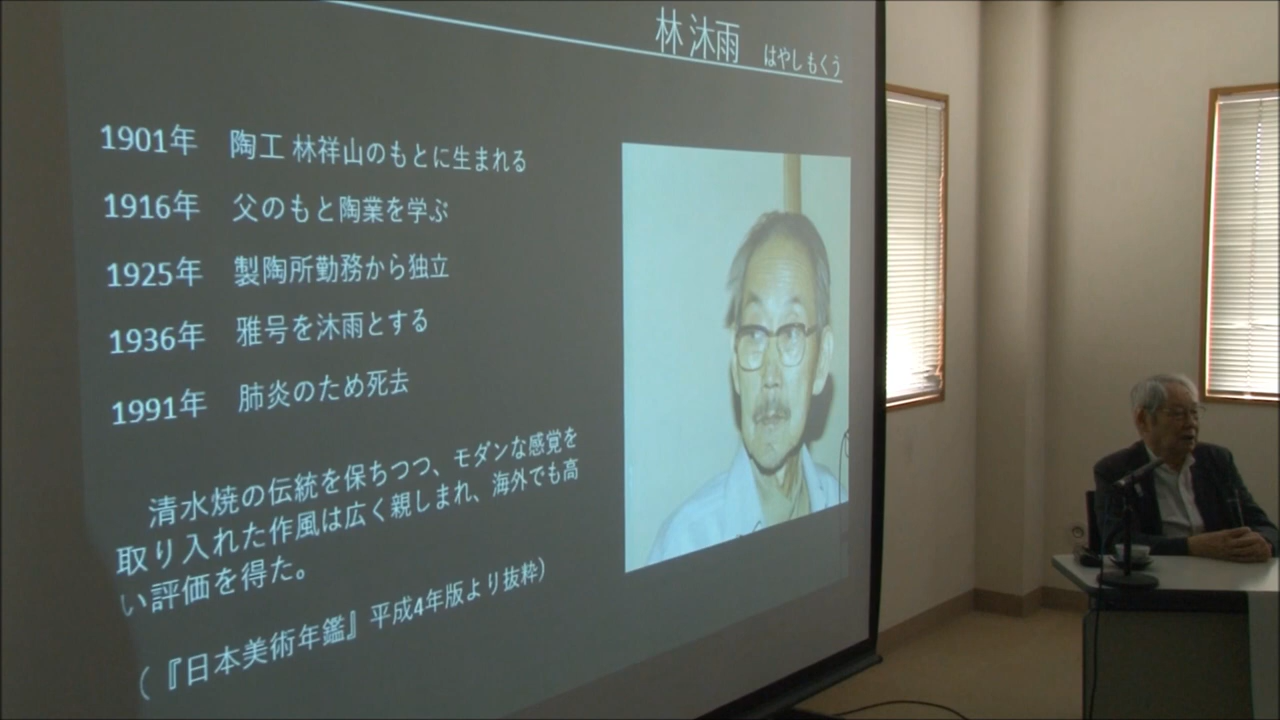 林 沐雨 はやし もくう
1901年 陶工 林祥山のもとに生まれる
1916年 父のもと陶業を学ぶ
1925年 製陶所勤務から独立
1936年 雅号を沐雨とする
1991年 肺炎のため死去
清水焼の伝統を保ちつつ、モダンな感覚を
取り入れた作風は広く親しまれ、海外でも高
い評価を得た。
（『日本美術年鑑』平成4年版より抜粋）